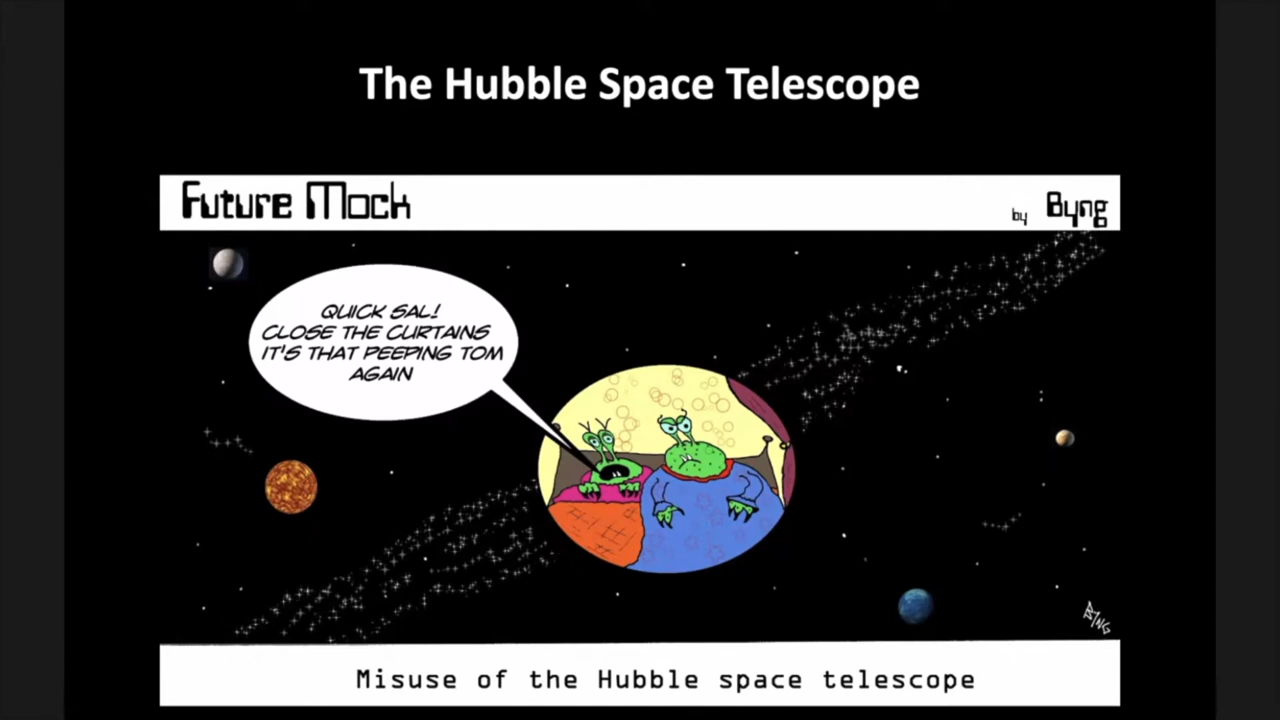 The Hubble Space Telescope
Future Mock
by Byng
QUICK SAL!
CLOSE THE CURTAINS
IT'S THAT PEEPING TOM
AGAIN
BYNG
Misuse of the Hubble space telescope